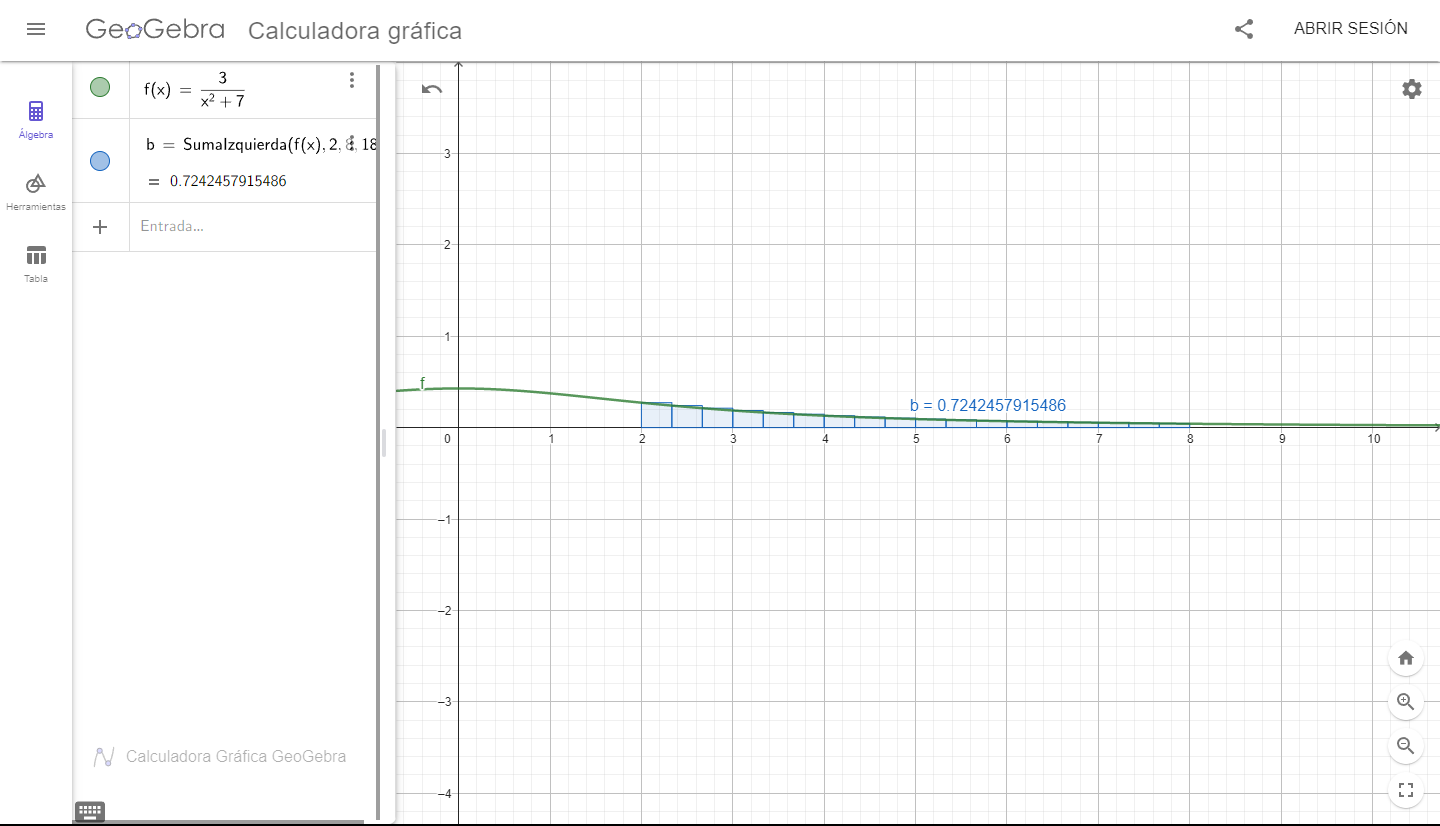 GeoGebra Calculadora gráfica
ABRIR SESIÓN
Álgebra
Herramientas
Tabla
f(x) = 3 / (x² + 7)
b = SumaIzquierda(f(x), 2, 8, 18
= 0.7242457915486
Entrada...
Calculadora Gráfica GeoGebra
f
b = 0.7242457915486
3
2
1
0 1 2 3 4 5 6 7 8 9 10
−1
−2
−3
−4